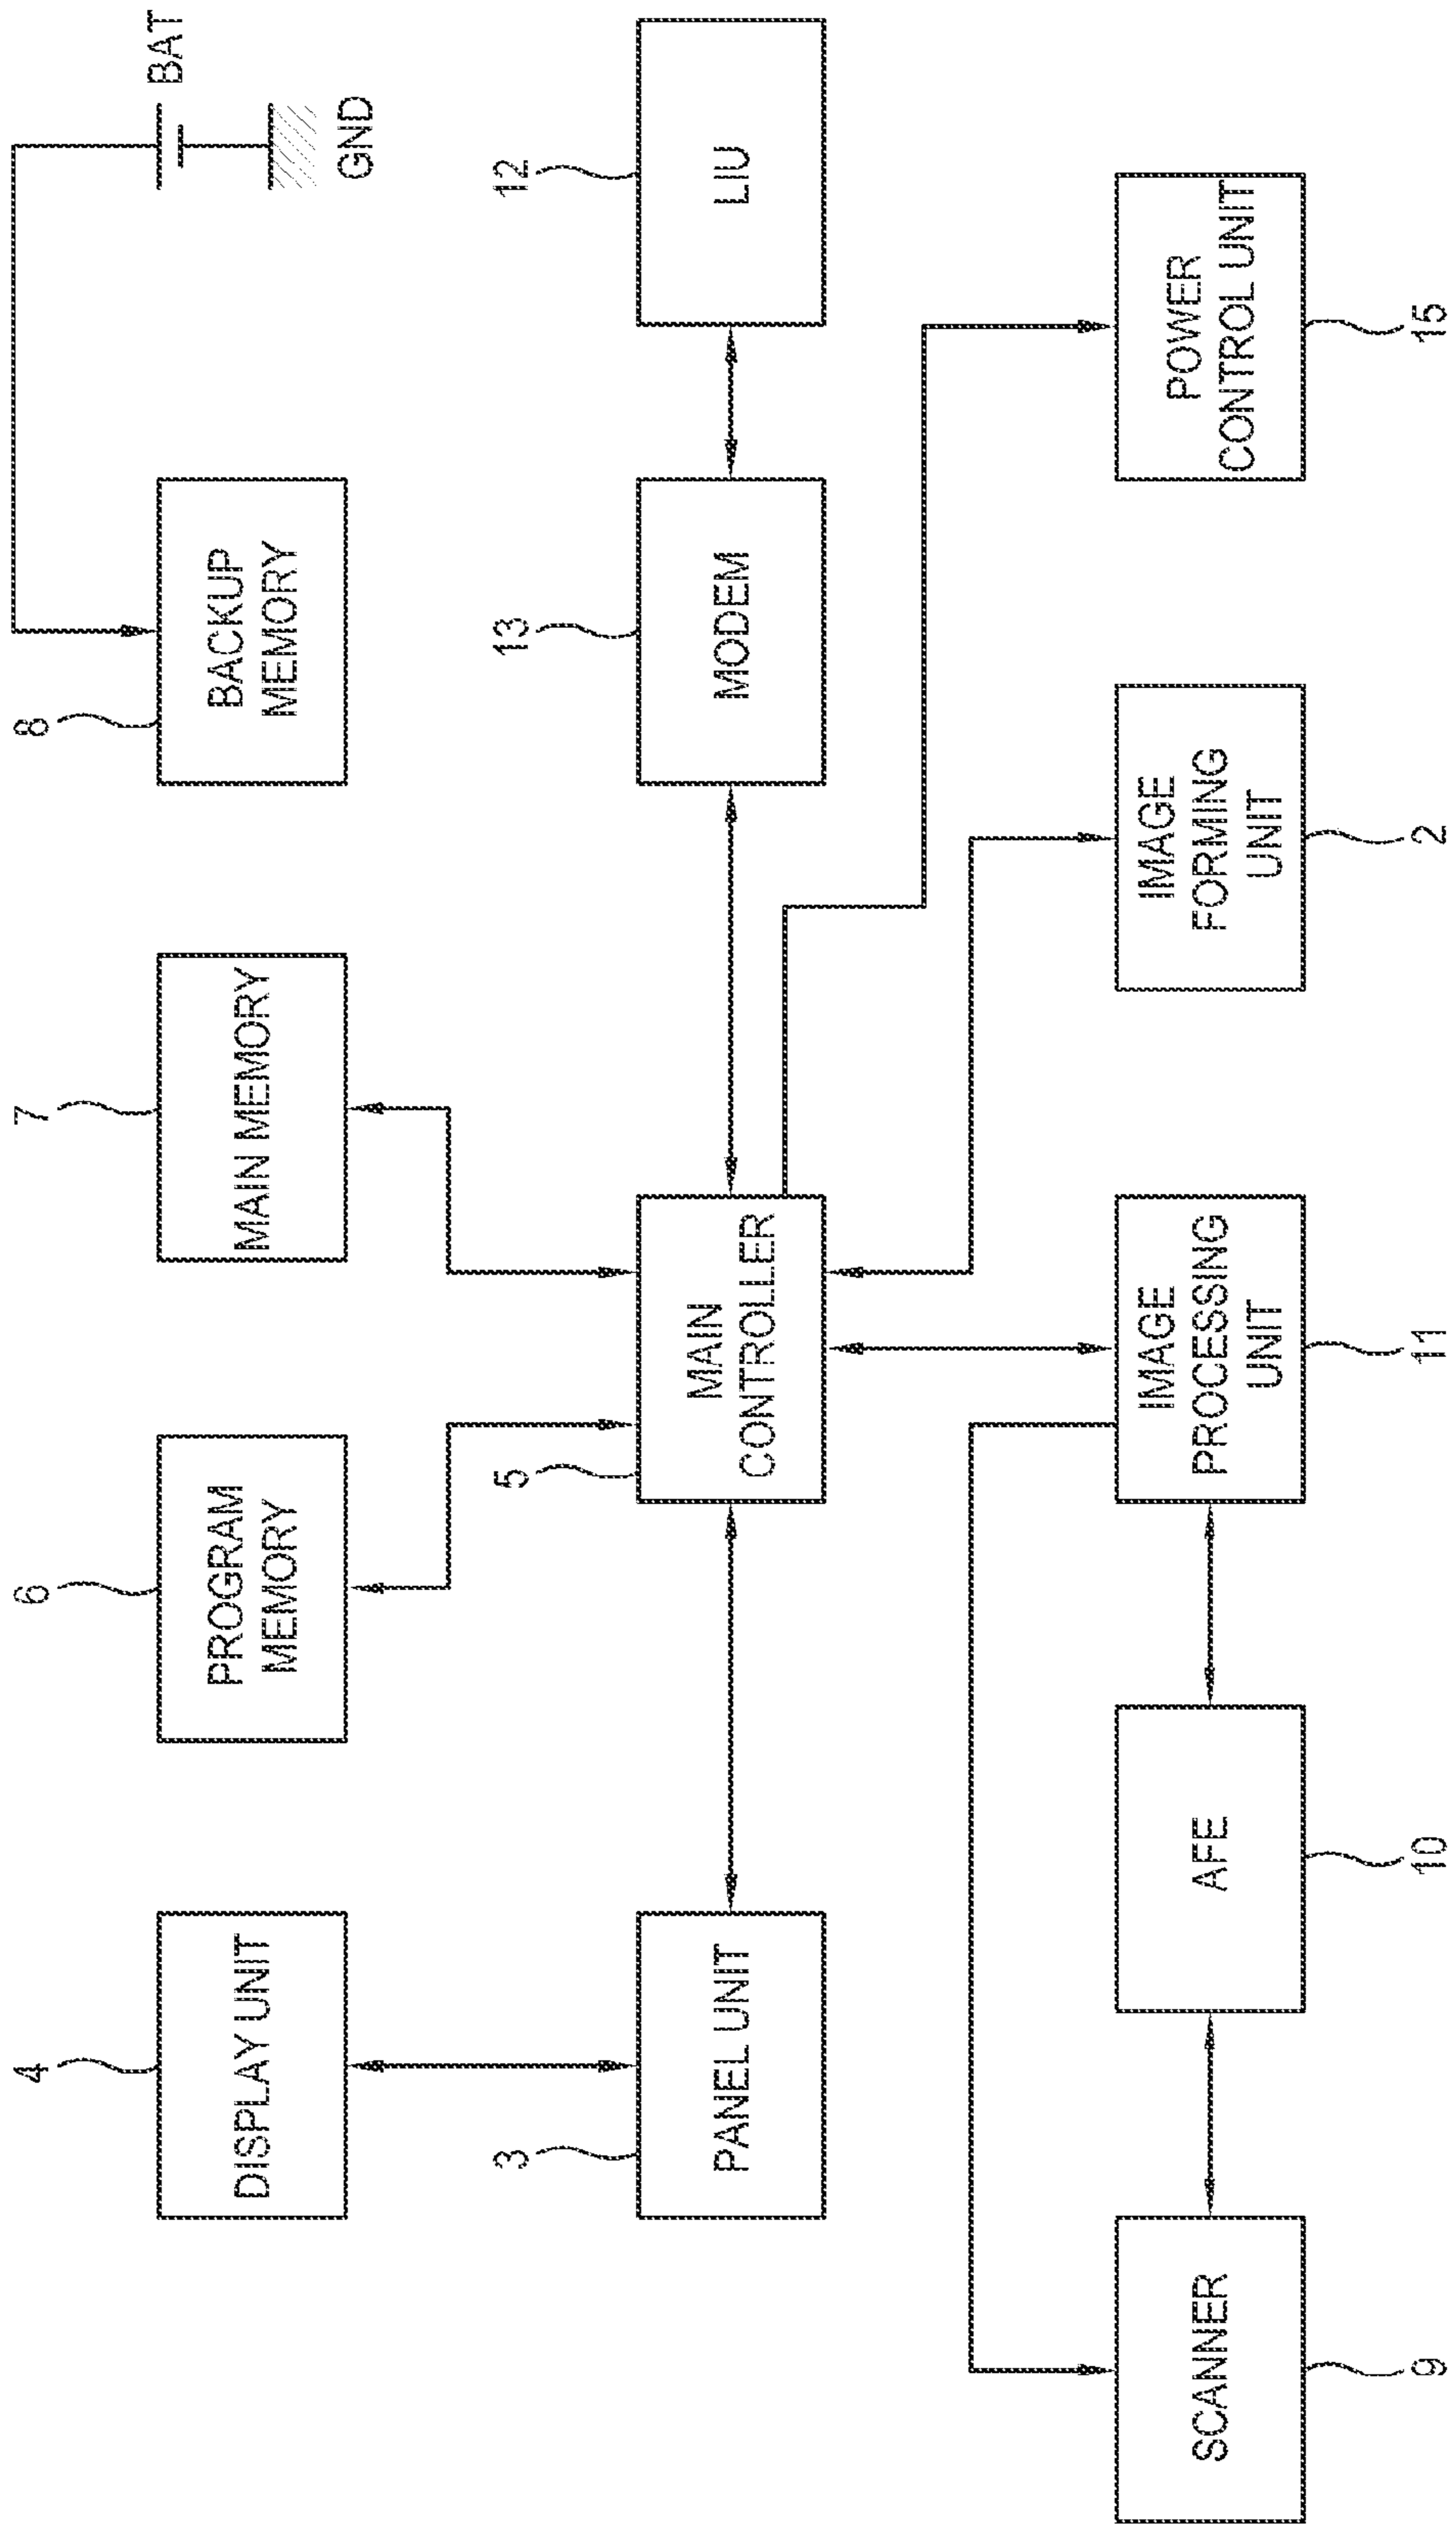 4
DISPLAY UNIT
6
PROGRAM
MEMORY
7
MAIN MEMORY
8
BACKUP
MEMORY
BAT
GND
3
PANEL UNIT
5
MAIN
CONTROLLER
13
MODEM
12
LIU
SCANNER
9
AFE
10
IMAGE
PROCESSING
UNIT
11
IMAGE
FORMING
UNIT
2
POWER
CONTROL UNIT
15